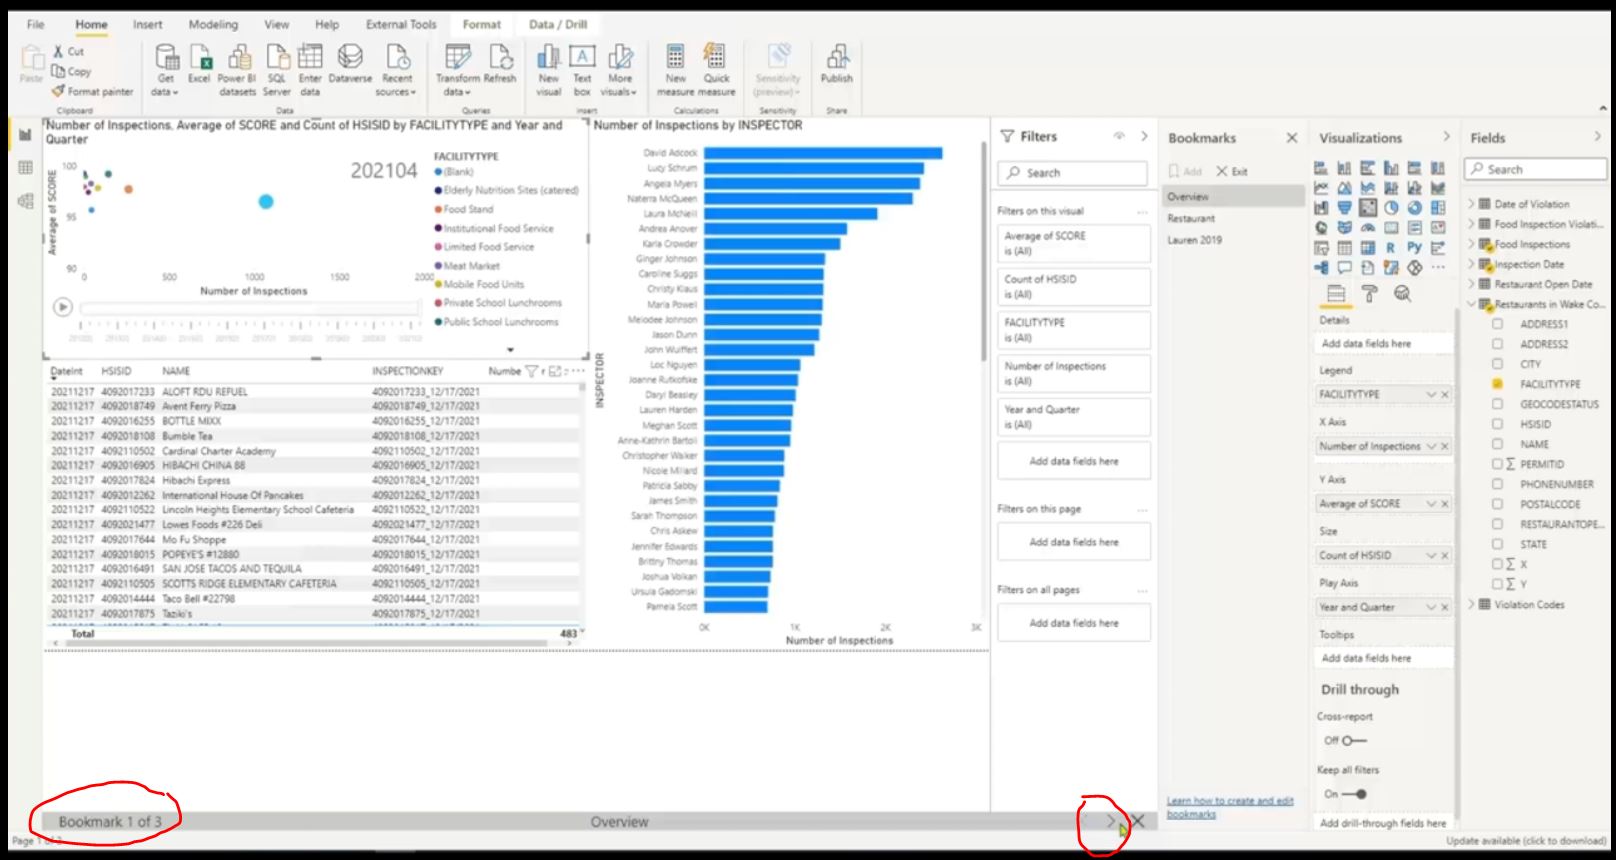 File Home Insert Modeling View Help External Tools Format Data / Drill
Paste
Cut
Copy
Format painter
Get data
Excel
Power BI datasets
SQL Server
Enter data
Dataverse
Recent sources
Transform data
Refresh
New visual
Text box
More visuals
New measure
Quick measure
Sensitivity (preview)
Publish
Clipboard Data Queries Insert Calculations Sensitivity Share
Number of Inspections, Average of SCORE and Count of HSISID by FACILITYTYPE and Year and
Quarter
202104
Average of SCORE
100
95
90
0 500 1000 1500 2000
Number of Inspections
FACILITYTYPE
(Blank)
Elderly Nutrition Sites (catered)
Food Stand
Institutional Food Service
Limited Food Service
Meat Market
Mobile Food Units
Private School Lunchrooms
Public School Lunchrooms
DateInt HSISID NAME INSPECTIONKEY Numbe
20211217 4092017233 ALOFT RDU REFUEL 4092017233_12/17/2021
20211217 4092018749 Avent Ferry Pizza 4092018749_12/17/2021
20211217 4092016255 BOTTLE MIXX 4092016255_12/17/2021
20211217 4092018108 Bumble Tea 4092018108_12/17/2021
20211217 4092110502 Cardinal Charter Academy 4092110502_12/17/2021
20211217 4092016905 HIBACHI CHINA 88 4092016905_12/17/2021
20211217 4092017824 Hibachi Express 4092017824_12/17/2021
20211217 4092012262 International House Of Pancakes 4092012262_12/17/2021
20211217 4092110522 Lincoln Heights Elementary School Cafeteria 4092110522_12/17/2021
20211217 4092021477 Lowes Foods #226 Deli 4092021477_12/17/2021
20211217 4092017644 Mo Fu Shoppe 4092017644_12/17/2021
20211217 4092018015 POPEYE'S #12880 4092018015_12/17/2021
20211217 4092016491 SAN JOSE TACOS AND TEQUILA 4092016491_12/17/2021
20211217 4092110505 SCOTTS RIDGE ELEMENTARY CAFETERIA 4092110505_12/17/2021
20211217 4092014444 Taco Bell #22798 4092014444_12/17/2021
20211217 4092017875 Taziki's 4092017875_12/17/2021
Total 483
Number of Inspections by INSPECTOR
INSPECTOR
David Adcock
Lucy Schrum
Angela Myers
Naterra McQueen
Laura McNeill
Andrea Anover
Karla Crowder
Ginger Johnson
Caroline Suggs
Christy Klaus
Maria Powell
Meiodee Johnson
Jason Dunn
John Wulffert
Loc Nguyen
Joanne Rutkofske
Daryl Beasley
Lauren Harden
Meghan Scott
Anne-Kathrin Bartoli
Christopher Walker
Nicole Millard
Patricia Sabby
James Smith
Sarah Thompson
Chris Askew
Jennifer Edwards
Brittny Thomas
Joshua Volkan
Ursula Gadomski
Pamela Scott
0K 1K 2K 3K
Number of Inspections
Filters
Search
Filters on this visual ...
Average of SCORE
is (All)
Count of HSISID
is (All)
FACILITYTYPE
is (All)
Number of Inspections
is (All)
Year and Quarter
is (All)
Add data fields here
Filters on this page ...
Add data fields here
Filters on all pages ...
Add data fields here
Bookmarks
Add Exit
Overview
Restaurant
Lauren 2019
Learn how to create and edit
bookmarks
Visualizations
R Py
...
Details
Add data fields here
Legend
FACILITYTYPE
X Axis
Number of Inspections
Y Axis
Average of SCORE
Size
Count of HSISID
Play Axis
Year and Quarter
Tooltips
Add data fields here
Drill through
Cross-report
Off
Keep all filters
On
Add drill-through fields here
Fields
Search
Date of Violation
Food Inspection Violati...
Food Inspections
Inspection Date
Restaurant Open Date
Restaurants in Wake Co...
ADDRESS1
ADDRESS2
CITY
FACILITYTYPE
GEOCODESTATUS
HSISID
NAME
∑ PERMITID
PHONENUMBER
POSTALCODE
RESTAURANTOPE...
STATE
∑ X
∑ Y
Violation Codes
Bookmark 1 of 3
Overview
Page 1
Update available (click to download)